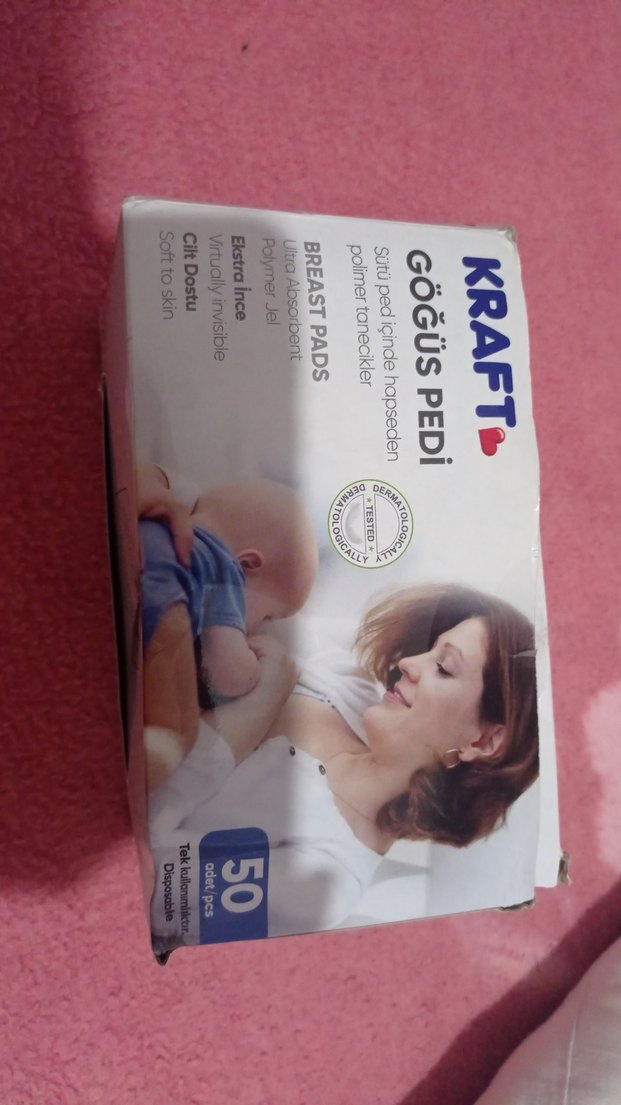 KRAFT
GÖĞÜS PEDİ
Sütü ped içinde hapseden
polimer tanecikler
BREAST PADS
Ultra Absorbent
Polymer Jel
Ekstra İnce
Virtually invisible
Cilt Dostu
Soft to skin
DERMATOLOGICALLY
★ TESTED ★
DERMATOLOGICALLY
50
adet/pcs
Tek kullanımlıktır.
Disposable